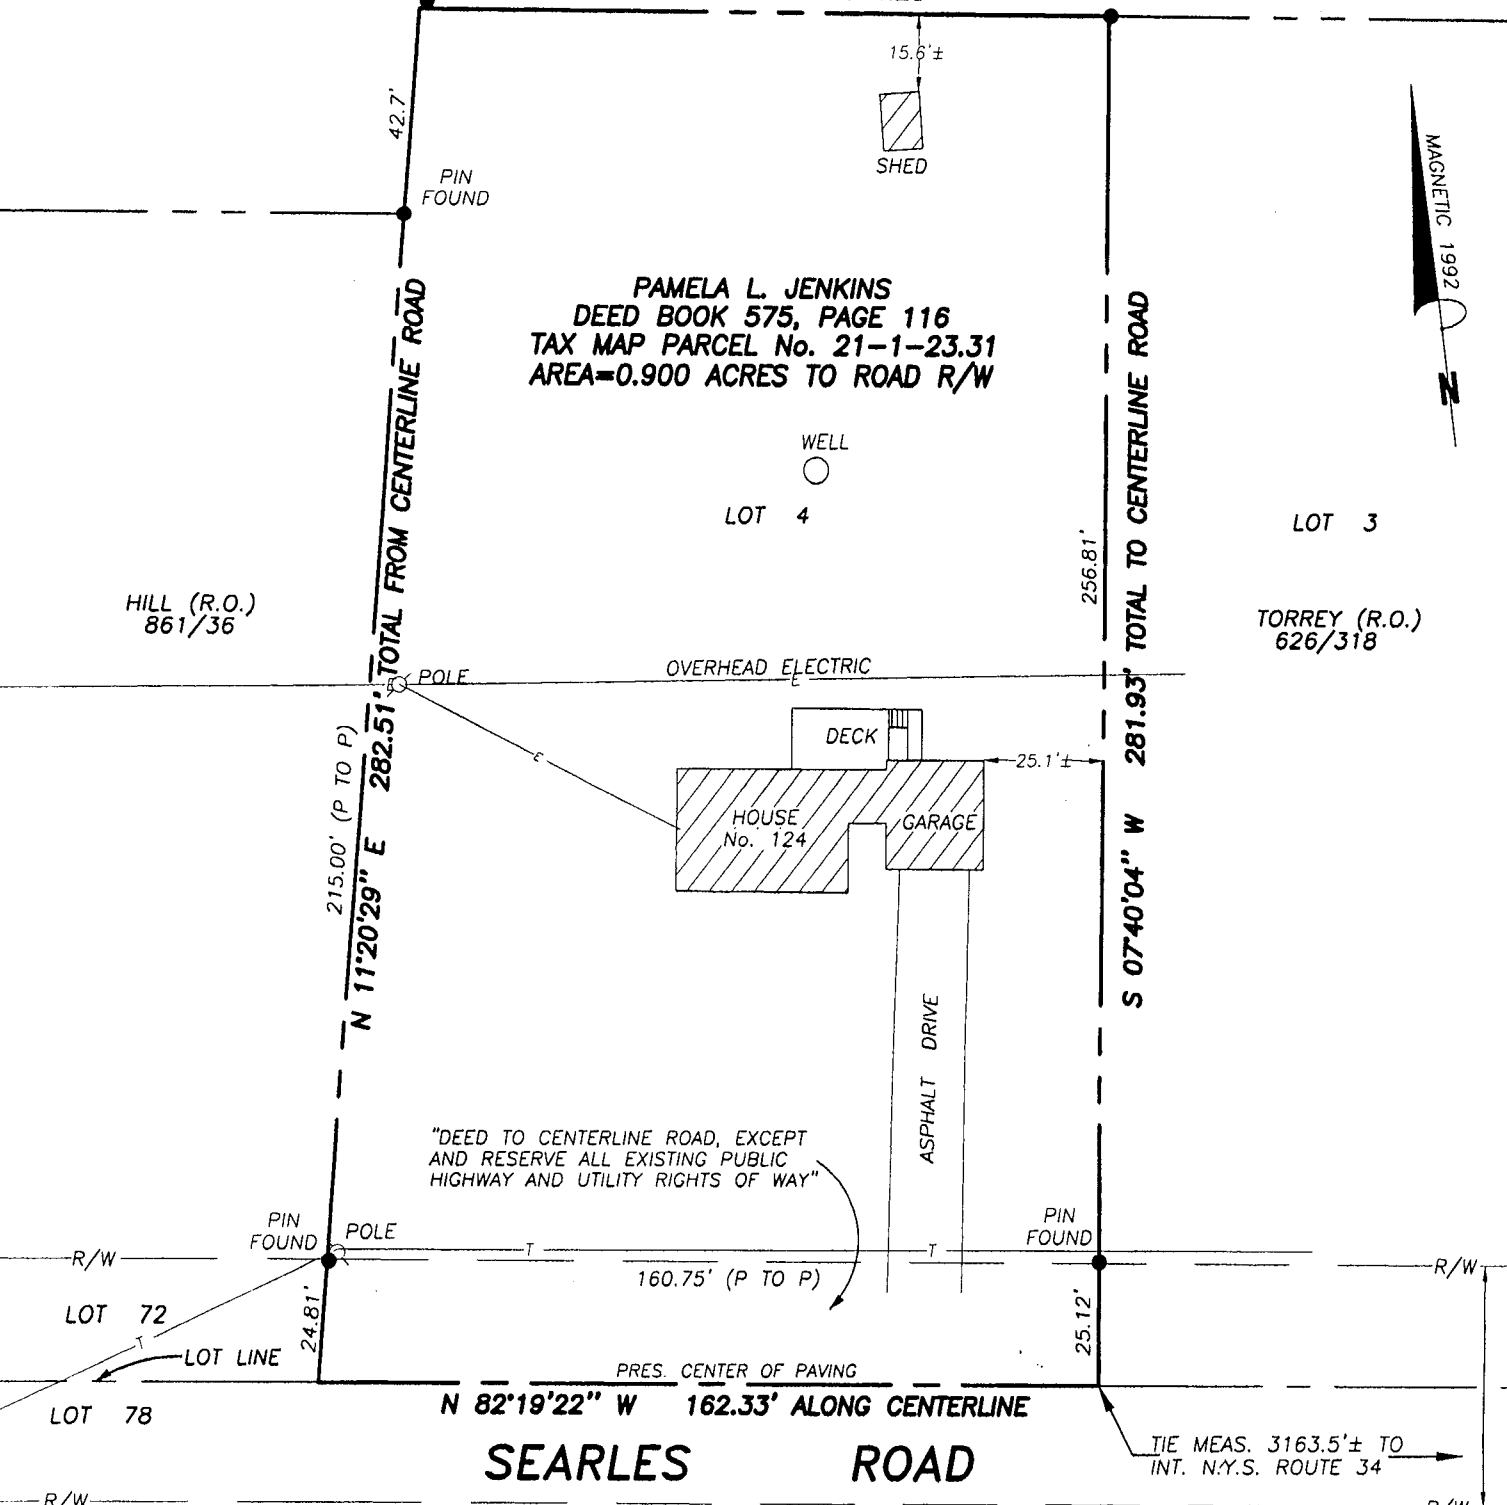 15.6'±
42.7'
SHED
PIN
FOUND
MAGNETIC 1992
N
PAMELA L. JENKINS
DEED BOOK 575, PAGE 116
TAX MAP PARCEL No. 21-1-23.31
AREA=0.900 ACRES TO ROAD R/W
WELL
LOT 4
LOT 3
HILL (R.O.)
861/36
TORREY (R.O.)
626/318
256.81'
S 07°40'04" W 281.93' TOTAL TO CENTERLINE ROAD
N 11°20'29" E 282.51' TOTAL FROM CENTERLINE ROAD
215.00' (P TO P)
E
POLE
OVERHEAD ELECTRIC
E
E
DECK
25.1'±
HOUSE
No. 124
GARAGE
ASPHALT DRIVE
"DEED TO CENTERLINE ROAD, EXCEPT
AND RESERVE ALL EXISTING PUBLIC
HIGHWAY AND UTILITY RIGHTS OF WAY"
PIN
FOUND
POLE
PIN
FOUND
R/W
T
T
R/W
160.75' (P TO P)
24.81'
25.12'
LOT 72
T
LOT LINE
LOT 78
PRES. CENTER OF PAVING
N 82°19'22" W 162.33' ALONG CENTERLINE
SEARLES ROAD
TIE MEAS. 3163.5'± TO
INT. N.Y.S. ROUTE 34
R/W
R/W